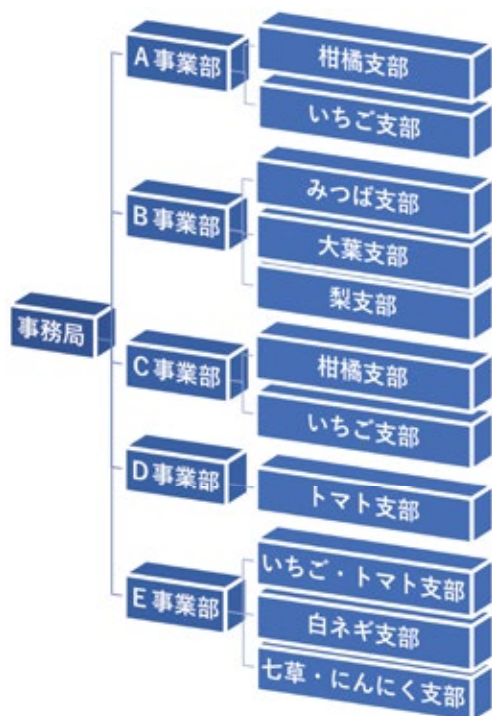 事務局
A事業部
柑橘支部
いちご支部
B事業部
みつば支部
大葉支部
梨支部
C事業部
柑橘支部
いちご支部
D事業部
トマト支部
E事業部
いちご・トマト支部
白ネギ支部
七草・にんにく支部